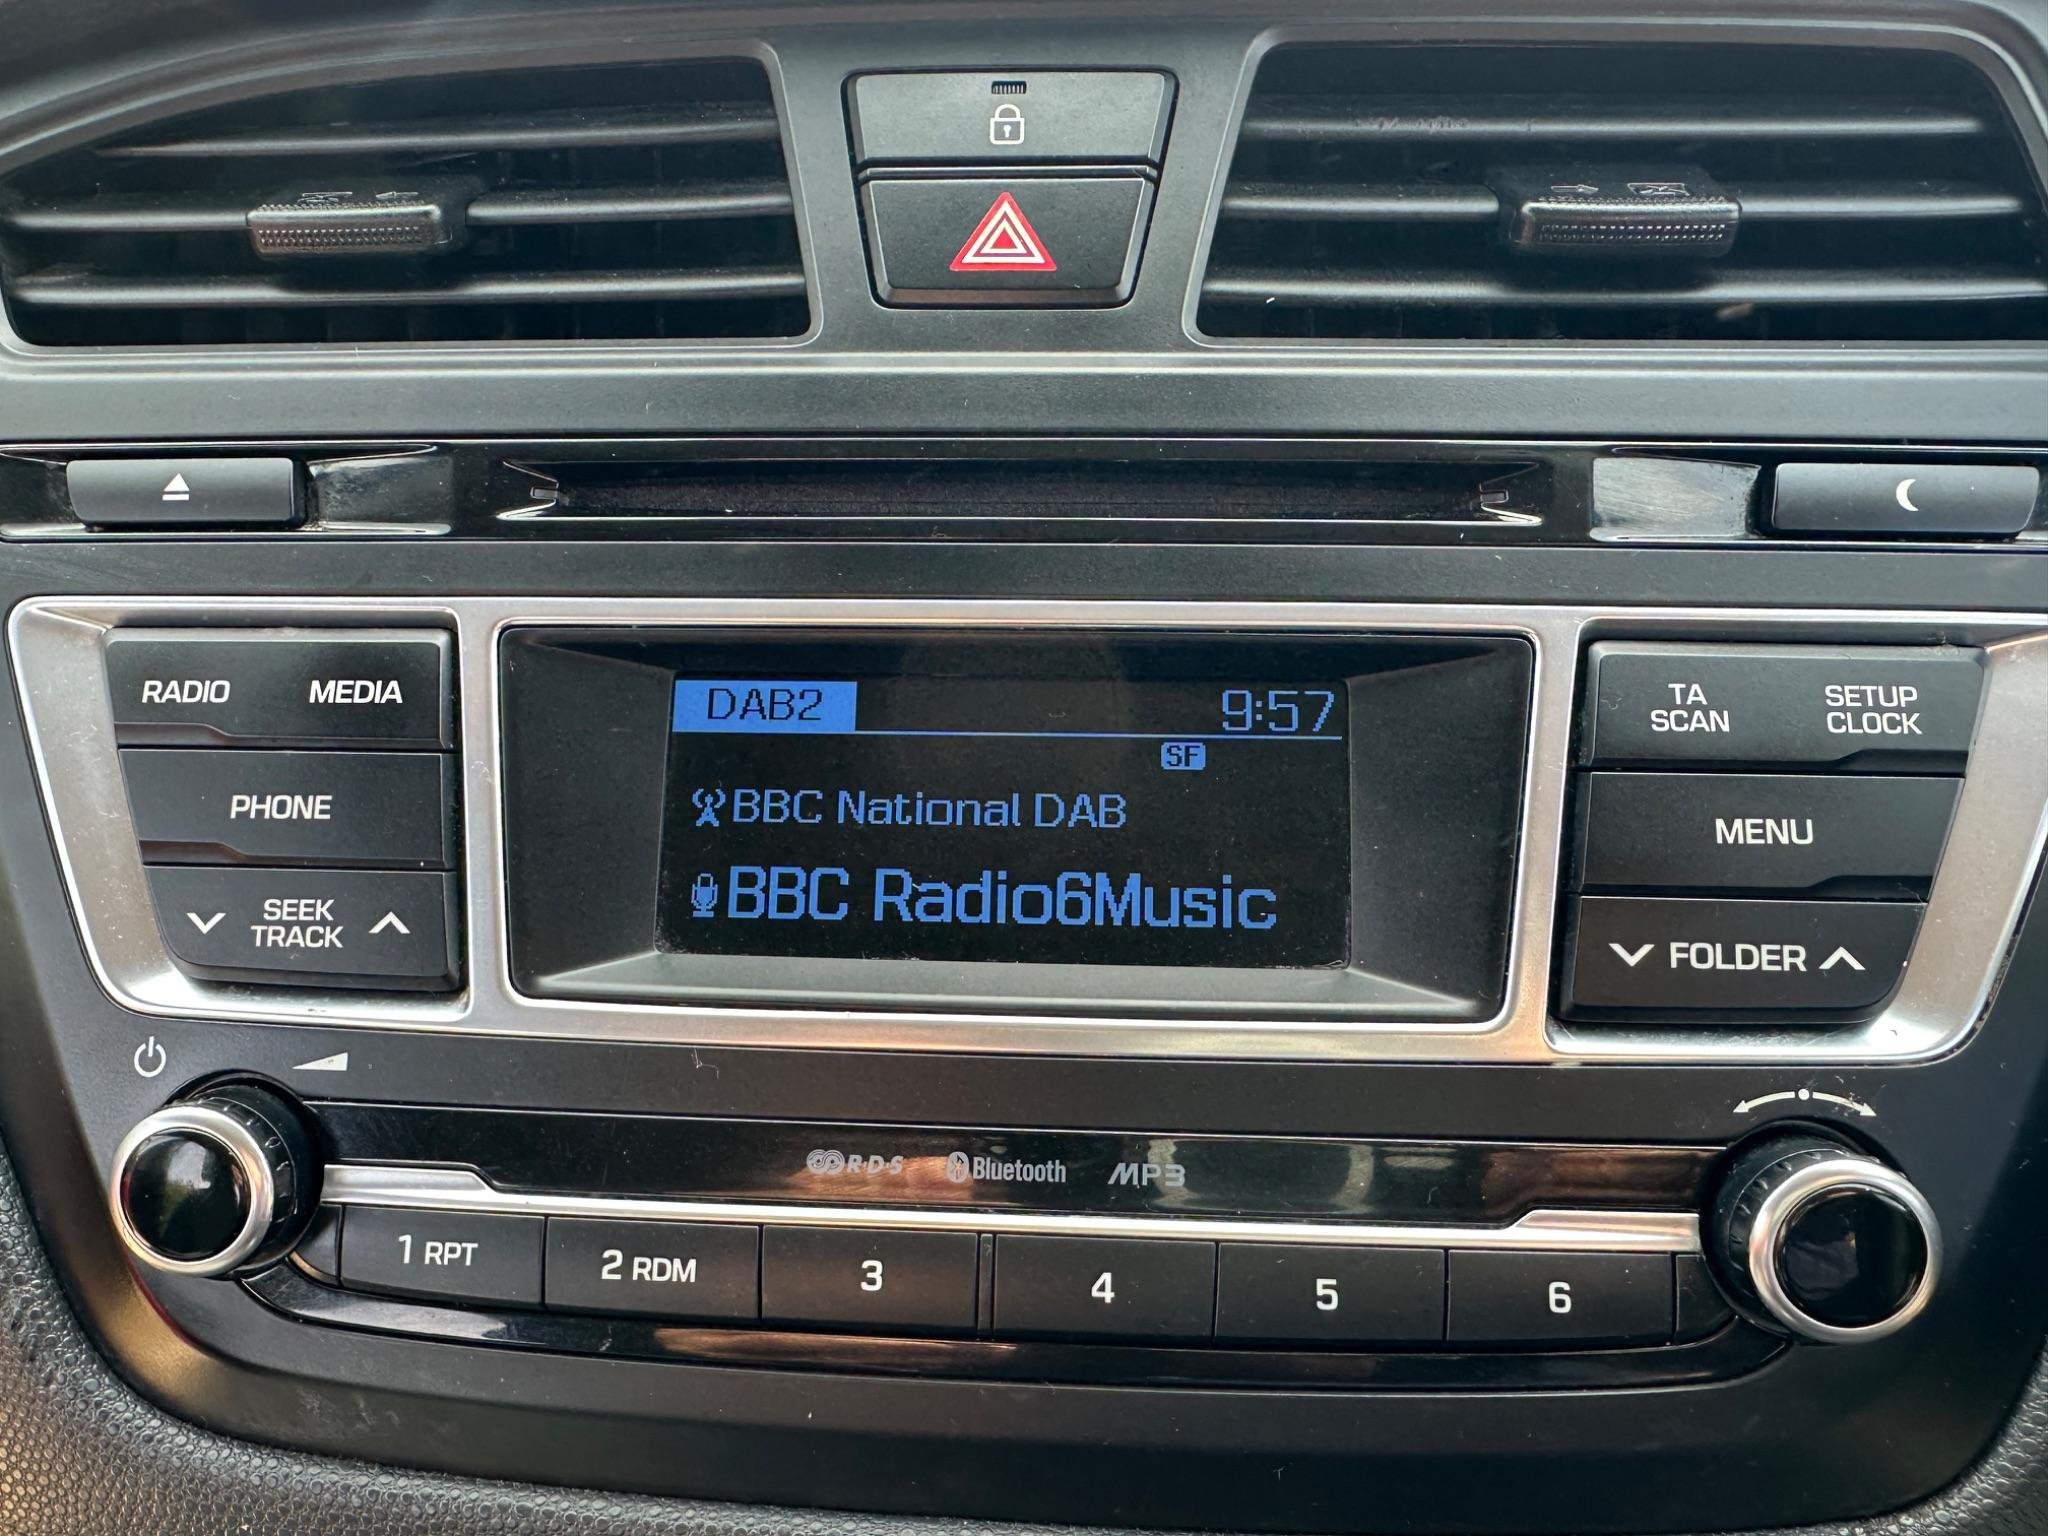 RADIO MEDIA
PHONE
SEEK
TRACK
DAB2 9:57
SF
BBC National DAB
BBC Radio6Music
TA
SCAN
SETUP
CLOCK
MENU
FOLDER
RDS Bluetooth MP3
1 RPT 2 RDM 3 4 5 6